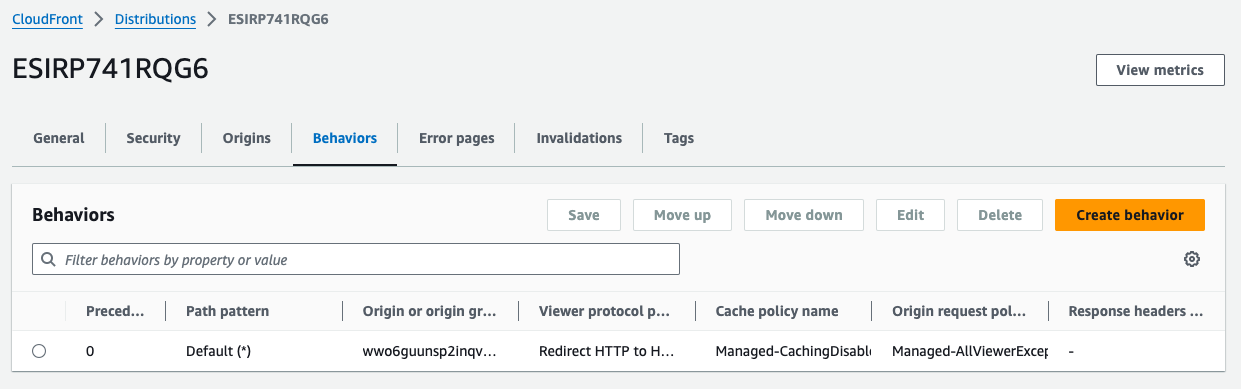 CloudFront > Distributions > ESIRP741RQG6
ESIRP741RQG6
View metrics
General Security Origins Behaviors Error pages Invalidations Tags
Behaviors
Save Move up Move down Edit Delete Create behavior
Filter behaviors by property or value
Preced... Path pattern Origin or origin gr... Viewer protocol p... Cache policy name Origin request pol... Response headers ...
0 Default (*) wwo6guunsp2inqv... Redirect HTTP to H... Managed-CachingDisabl Managed-AllViewerExcep -